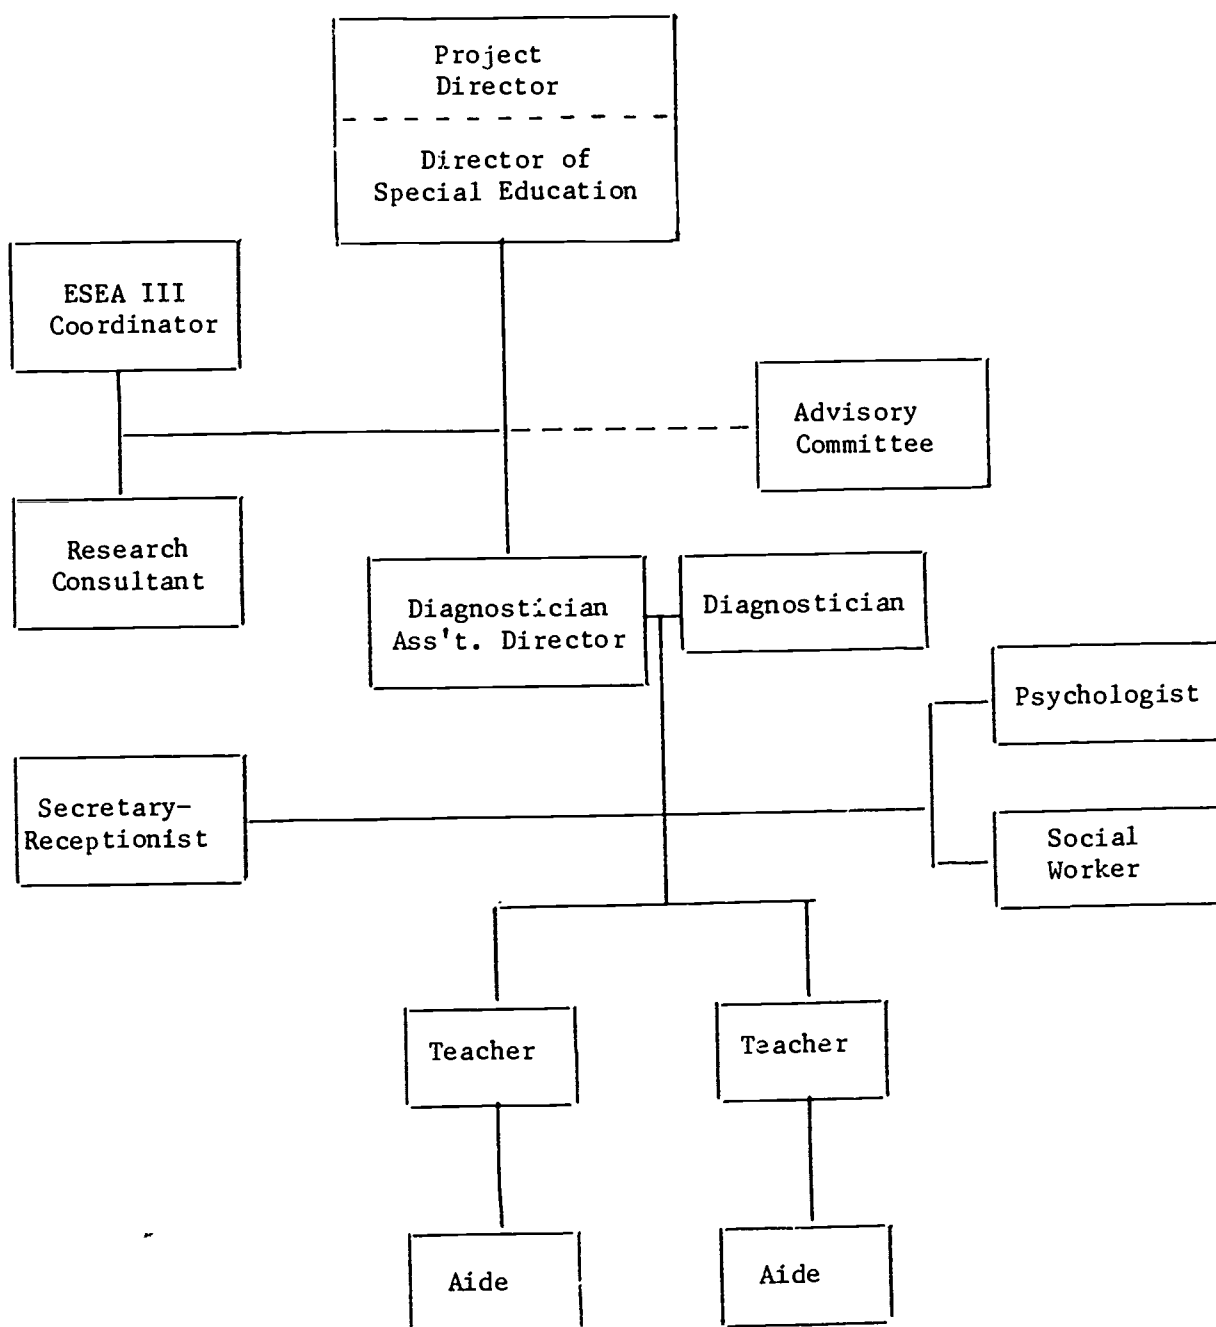 Project
Director
Director of
Special Education
ESEA III
Coordinator
Advisory
Committee
Research
Consultant
Diagnostician
Ass't. Director
Diagnostician
Psychologist
Secretary-
Receptionist
Social
Worker
Teacher
Teacher
Aide
Aide